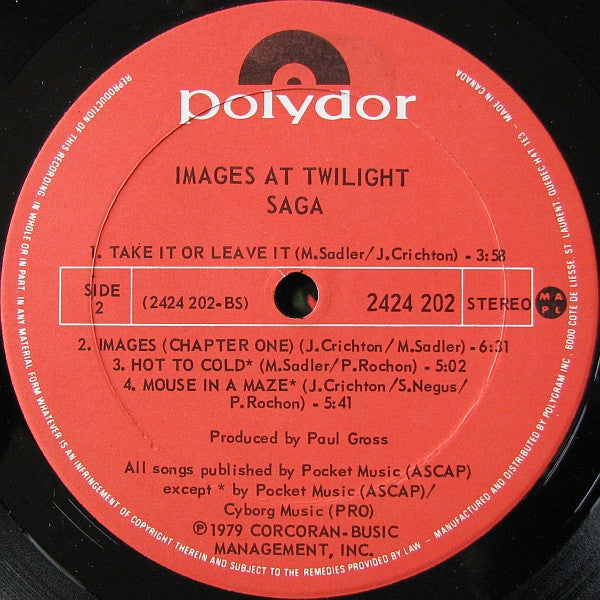 polydor
IMAGES AT TWILIGHT
SAGA
1. TAKE IT OR LEAVE IT (M.Sadler/J.Crichton) - 3:58
SIDE
2
(2424 202-BS)
2424 202
STEREO
M A
P L
2. IMAGES (CHAPTER ONE) (J.Crichton/M.Sadler) - 6:31
3. HOT TO COLD* (M.Sadler/P.Rochon) - 5:02
4. MOUSE IN A MAZE* (J.Crichton/S.Negus/
P.Rochon) - 5:41
Produced by Paul Gross
All songs published by Pocket Music (ASCAP)
except * by Pocket Music (ASCAP)/
Cyborg Music (PRO)
℗ 1979 CORCORAN-BUSIC
MANAGEMENT, INC.
REPRODUCTION OF THIS RECORDING IN WHOLE OR IN PART, IN ANY MATERIAL FORM WHATEVER IS AN INFRINGEMENT OF COPYRIGHT THEREIN AND SUBJECT TO THE REMEDIES PROVIDED BY LAW – MANUFACTURED AND DISTRIBUTED BY POLYGRAM INC. 6000 COTE DE LIESSE, ST LAURENT, QUEBEC H4T 1E3 – MADE IN CANADA